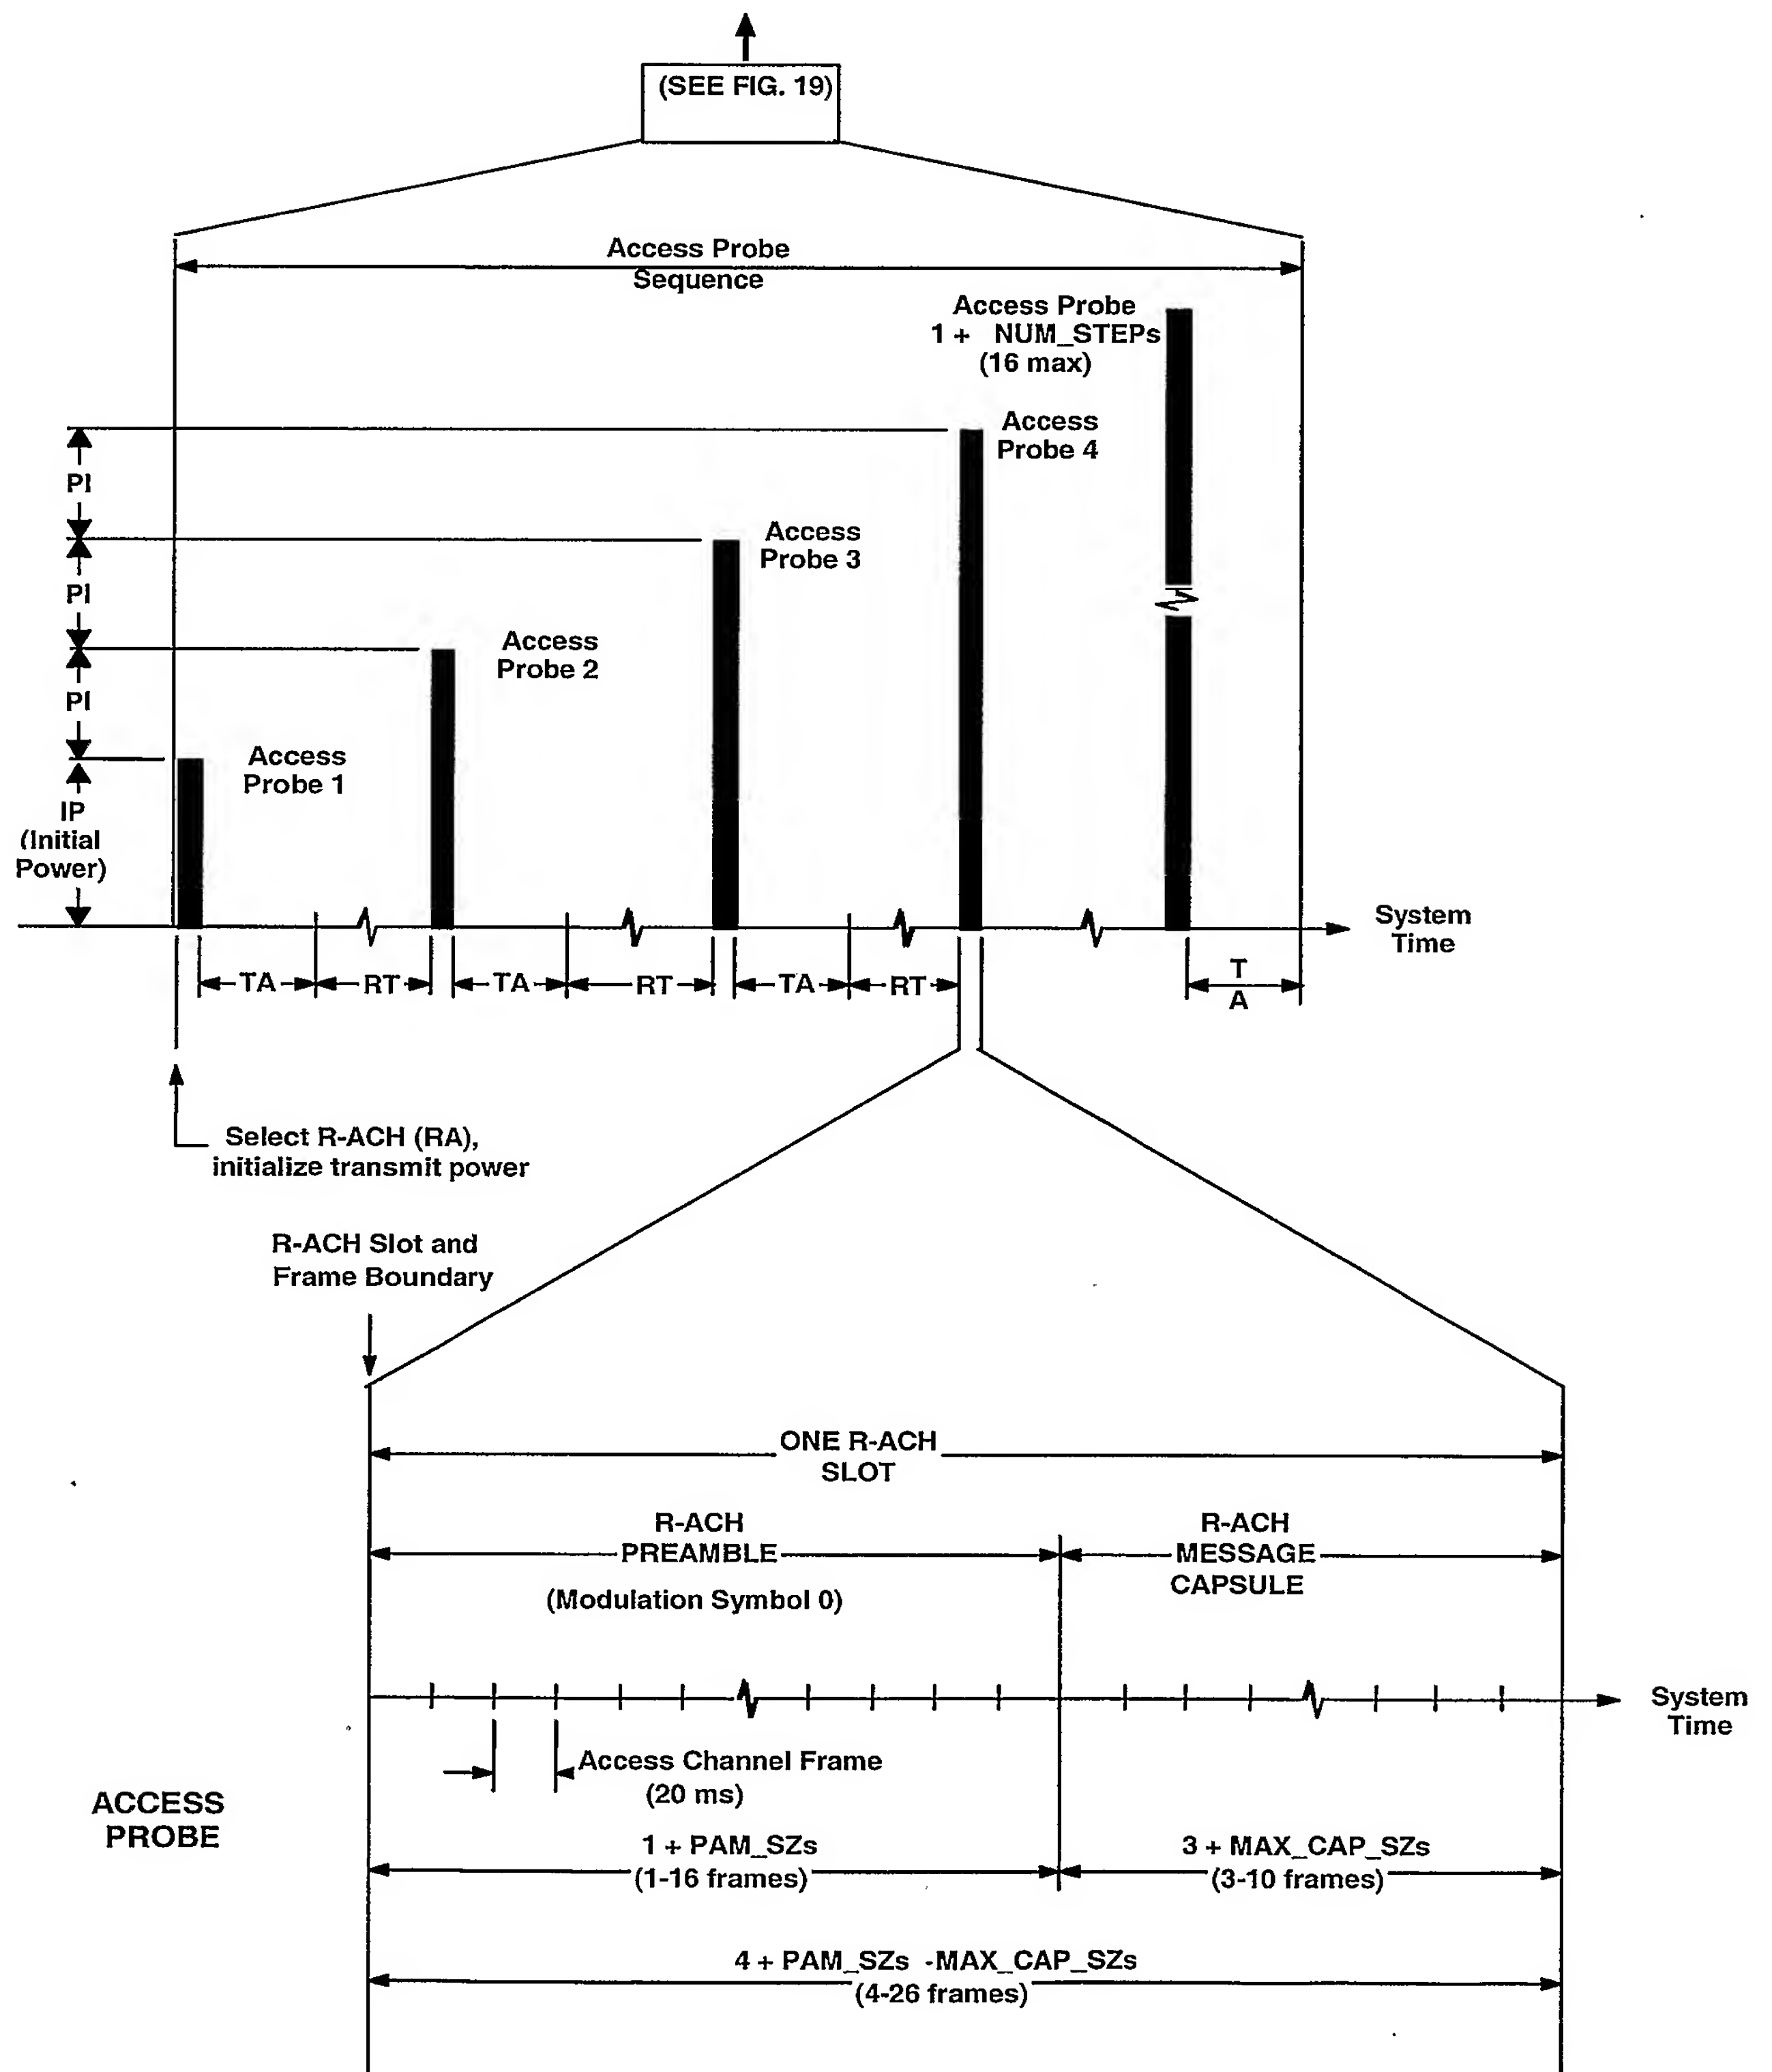 (SEE FIG. 19)
Access Probe
Sequence
Access Probe
1 + NUM_STEPs
(16 max)
Access
Probe 4
PI
Access
Probe 3
PI
Access
Probe 2
PI
Access
Probe 1
IP
(Initial
Power)
System
Time
TA
RT
TA
RT
TA
RT
T
A
Select R-ACH (RA),
initialize transmit power
R-ACH Slot and
Frame Boundary
ONE R-ACH
SLOT
R-ACH
PREAMBLE
(Modulation Symbol 0)
R-ACH
MESSAGE
CAPSULE
System
Time
Access Channel Frame
(20 ms)
ACCESS
PROBE
1 + PAM_SZs
(1-16 frames)
3 + MAX_CAP_SZs
(3-10 frames)
4 + PAM_SZs -MAX_CAP_SZs
(4-26 frames)